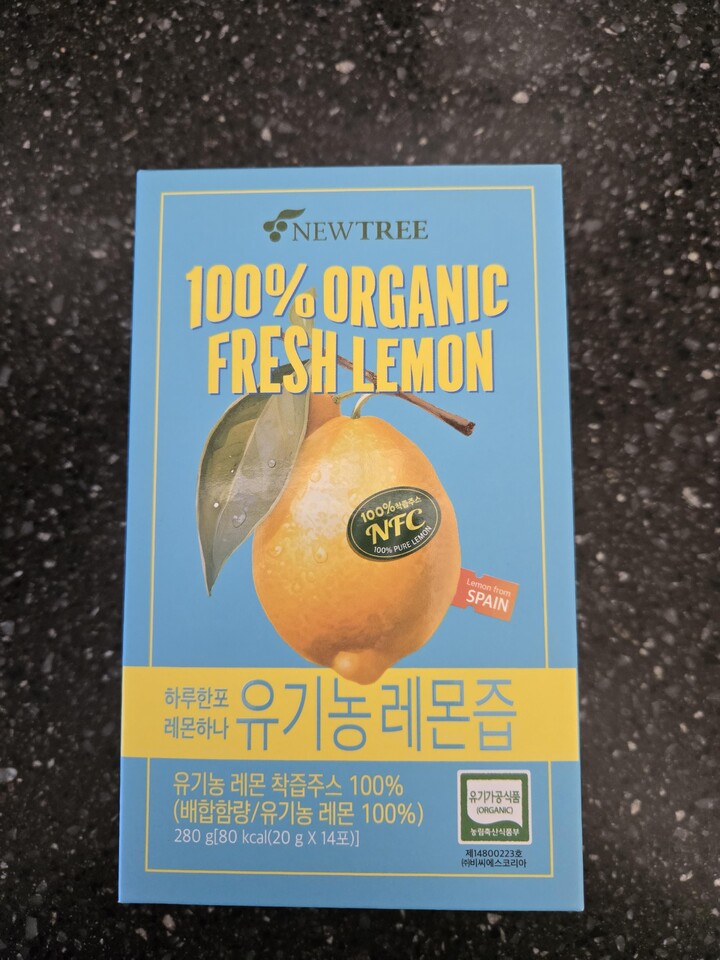 NEWTREE
100% ORGANIC
FRESH LEMON
100% 착즙주스
NFC
100% PURE LEMON
Lemon from
SPAIN
하루한포
레몬하나
유기농레몬즙
유기농 레몬 착즙주스 100%
(배합함량/유기농 레몬 100%)
280 g[80 kcal(20 g X 14포)]
유기가공식품
(ORGANIC)
농림축산식품부
제14800223호
㈜비씨에스코리아